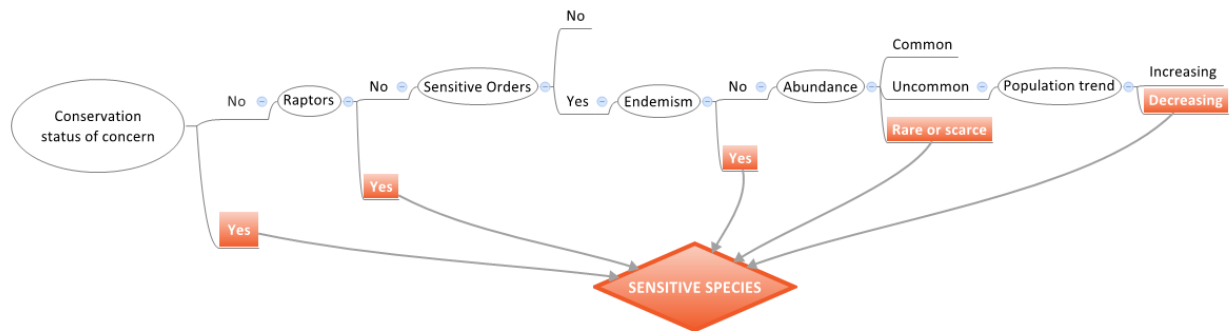 Conservation
status of concern
No
Yes
Raptors
No
Yes
Sensitive Orders
No
Yes
Endemism
No
Yes
Abundance
Common
Uncommon
Rare or scarce
Population trend
Increasing
Decreasing
SENSITIVE SPECIES